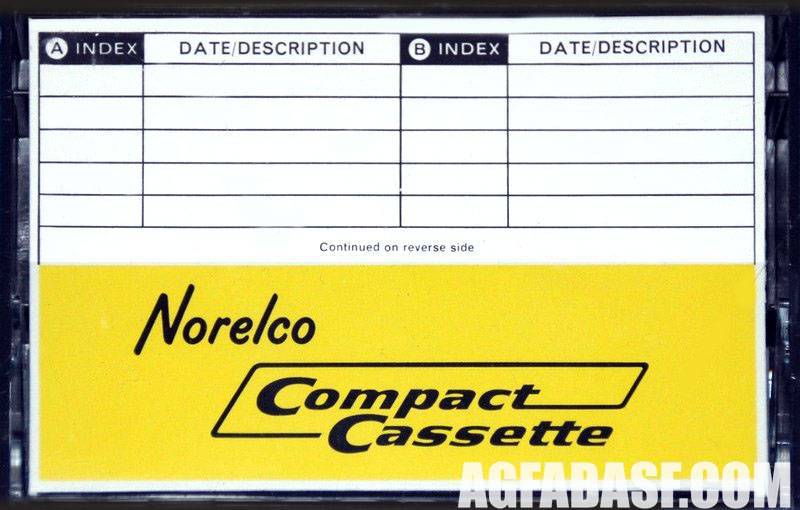 A INDEX DATE/DESCRIPTION B INDEX DATE/DESCRIPTION
Continued on reverse side
Norelco
Compact
Cassette
AGFABASF.COM